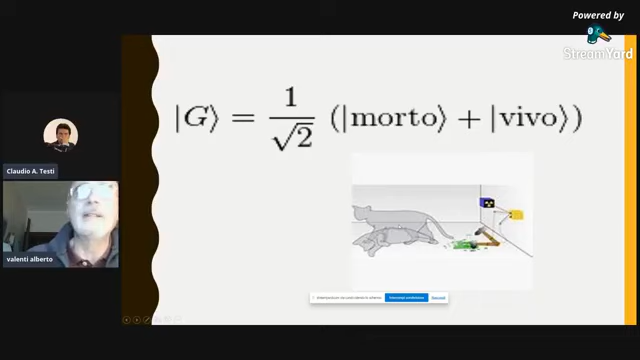 Powered by
StreamYard
|G⟩ = 1/√2 (|morto⟩ + |vivo⟩)
Claudio A. Testi
valenti alberto